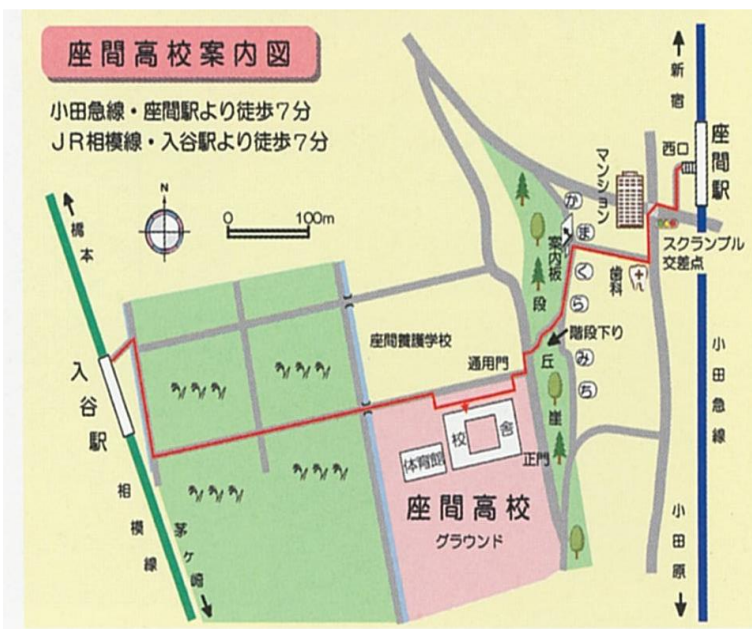 座間高校案内図
小田急線・座間駅より徒歩7分
JR相模線・入谷駅より徒歩7分
N
0 100m
新宿
座間駅
西口
マンション
スクランブル
交差点
歯科
かまくらみち
案内板
階段下り
段丘崖
橋本
座間養護学校
通用門
入谷駅
校舎
体育館
正門
座間高校
グラウンド
相模線
茅ヶ崎
小田急線
小田原